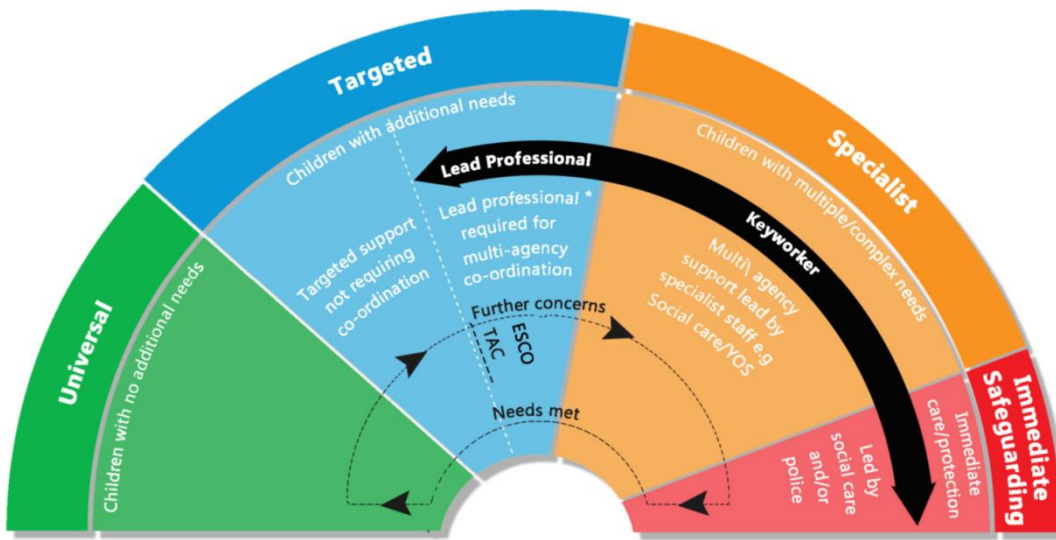 Universal
Children with no additional needs
Targeted
Children with additional needs
Targeted support
not requiring
co-ordination
Lead professional *
required for
multi-agency
co-ordination
Lead Professional
Keyworker
Further concerns
ESCO
TAC
Needs met
Specialist
Children with multiple/complex needs
Multi\ agency
support lead by
specialist staff e.g
Social care/YOS
Immediate
Safeguarding
Immediate
care/protection
Led by
social care
and/or
police